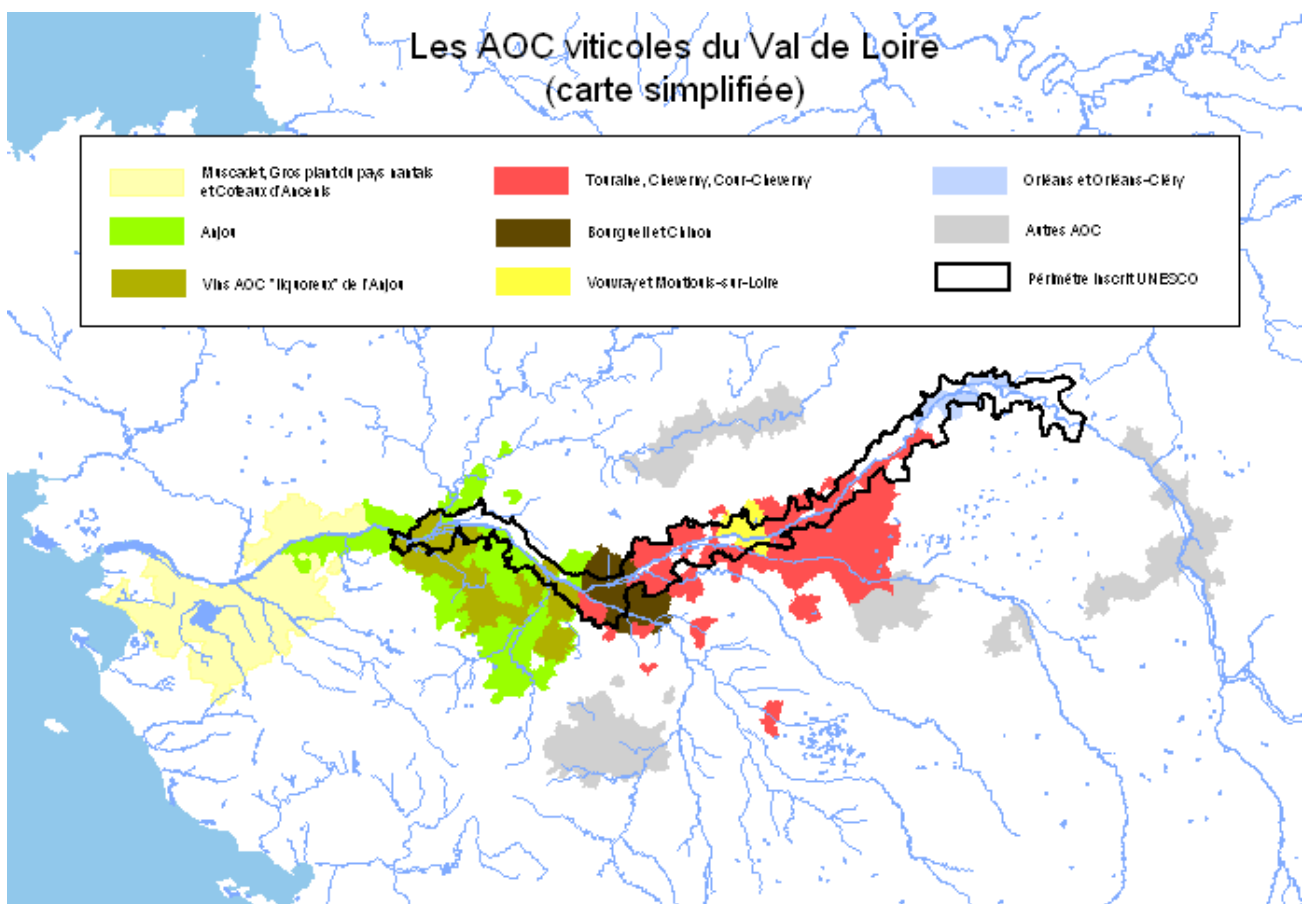 Les AOC viticoles du Val de Loire
(carte simplifiée)
Muscadet, Gros plant du pays nantais
et Coteaux d'Ancenis
Touraine, Cheverny, Cour-Cheverny
Orléans et Orléans-Cléry
Anjou
Bourgueil et Chinon
Autres AOC
Vins AOC "liquoreux" de l'Anjou
Vouvray et Montlouis-sur-Loire
Périmètre inscrit UNESCO